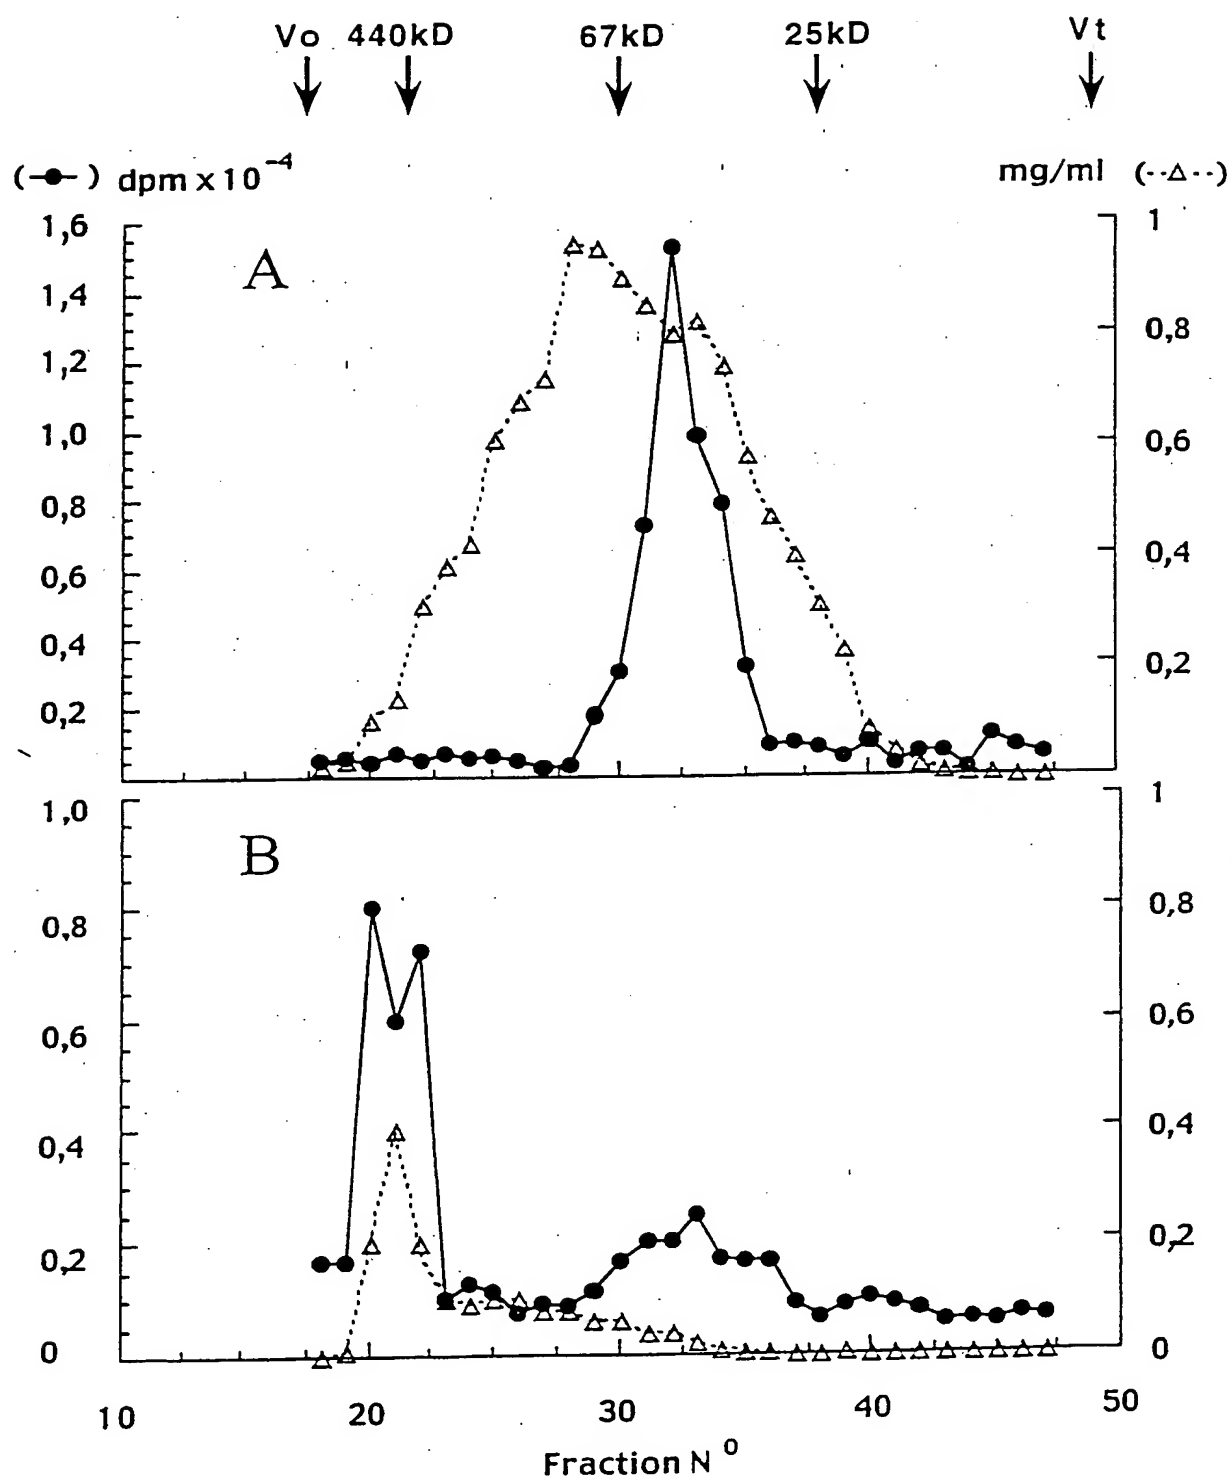 Vo 440kD 67kD 25kD Vt
(-●-) dpm x 10⁻⁴ mg/ml (--△--)
1,6 1
A
1,4
0,8
1,2
1,0 0,6
0,8
0,4
0,6
0,4 0,2
0,2
1,0 1
B
0,8 0,8
0,6 0,6
0,4 0,4
0,2 0,2
0 0
10 20 30 40 50
Fraction N⁰